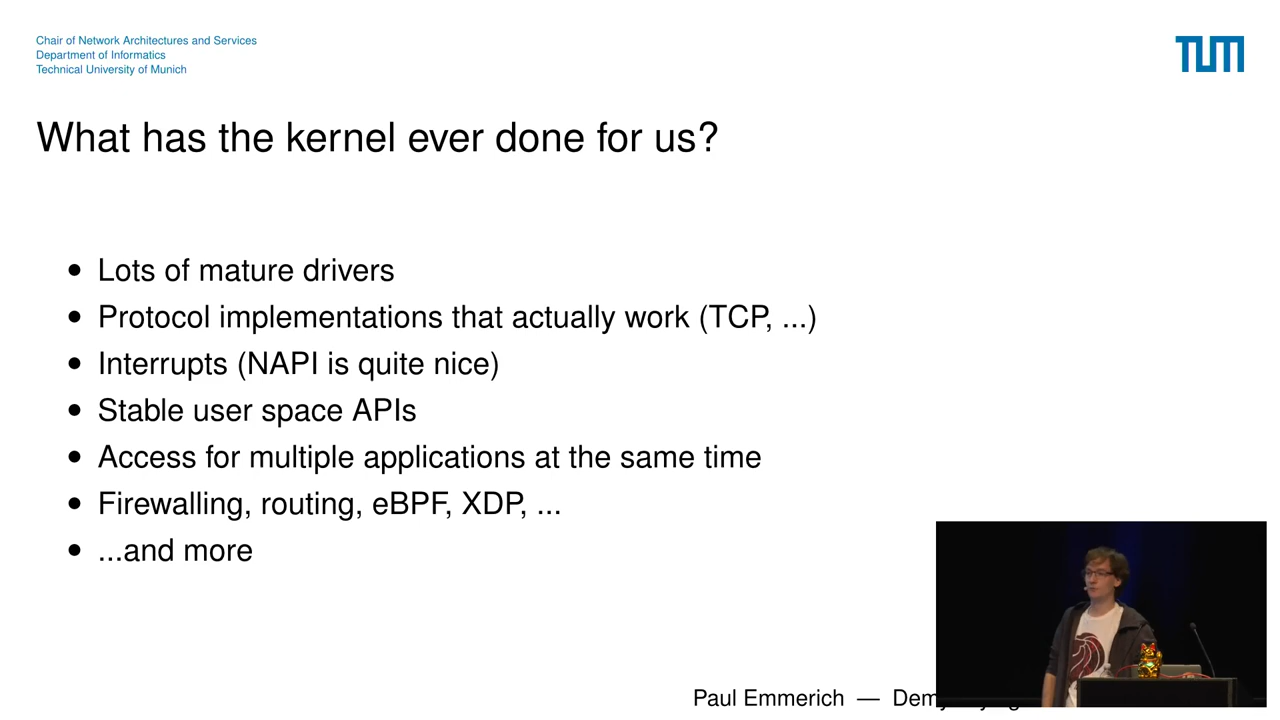 Chair of Network Architectures and Services
Department of Informatics
Technical University of Munich
TUM
What has the kernel ever done for us?
• Lots of mature drivers
• Protocol implementations that actually work (TCP, ...)
• Interrupts (NAPI is quite nice)
• Stable user space APIs
• Access for multiple applications at the same time
• Firewalling, routing, eBPF, XDP, ...
• ...and more
Paul Emmerich —